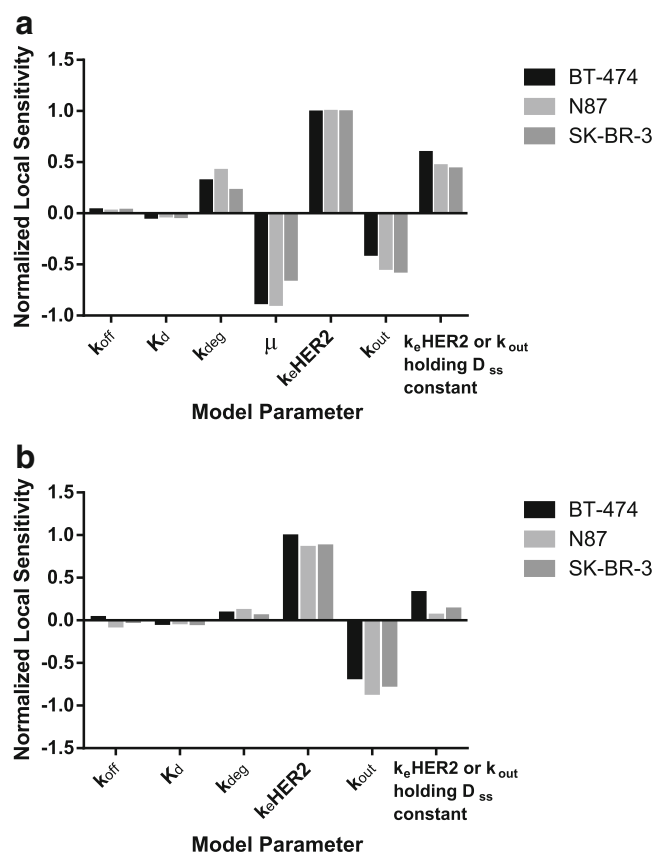 a
Normalized Local Sensitivity
1.5
1.0
0.5
0.0
-0.5
-1.0
BT-474
N87
SK-BR-3
koff
Kd
kdeg
μ
keHER2
kout
keHER2 or kout
holding Dss
constant
Model Parameter
b
Normalized Local Sensitivity
1.5
1.0
0.5
0.0
-0.5
-1.0
-1.5
BT-474
N87
SK-BR-3
koff
Kd
kdeg
keHER2
kout
keHER2 or kout
holding Dss
constant
Model Parameter